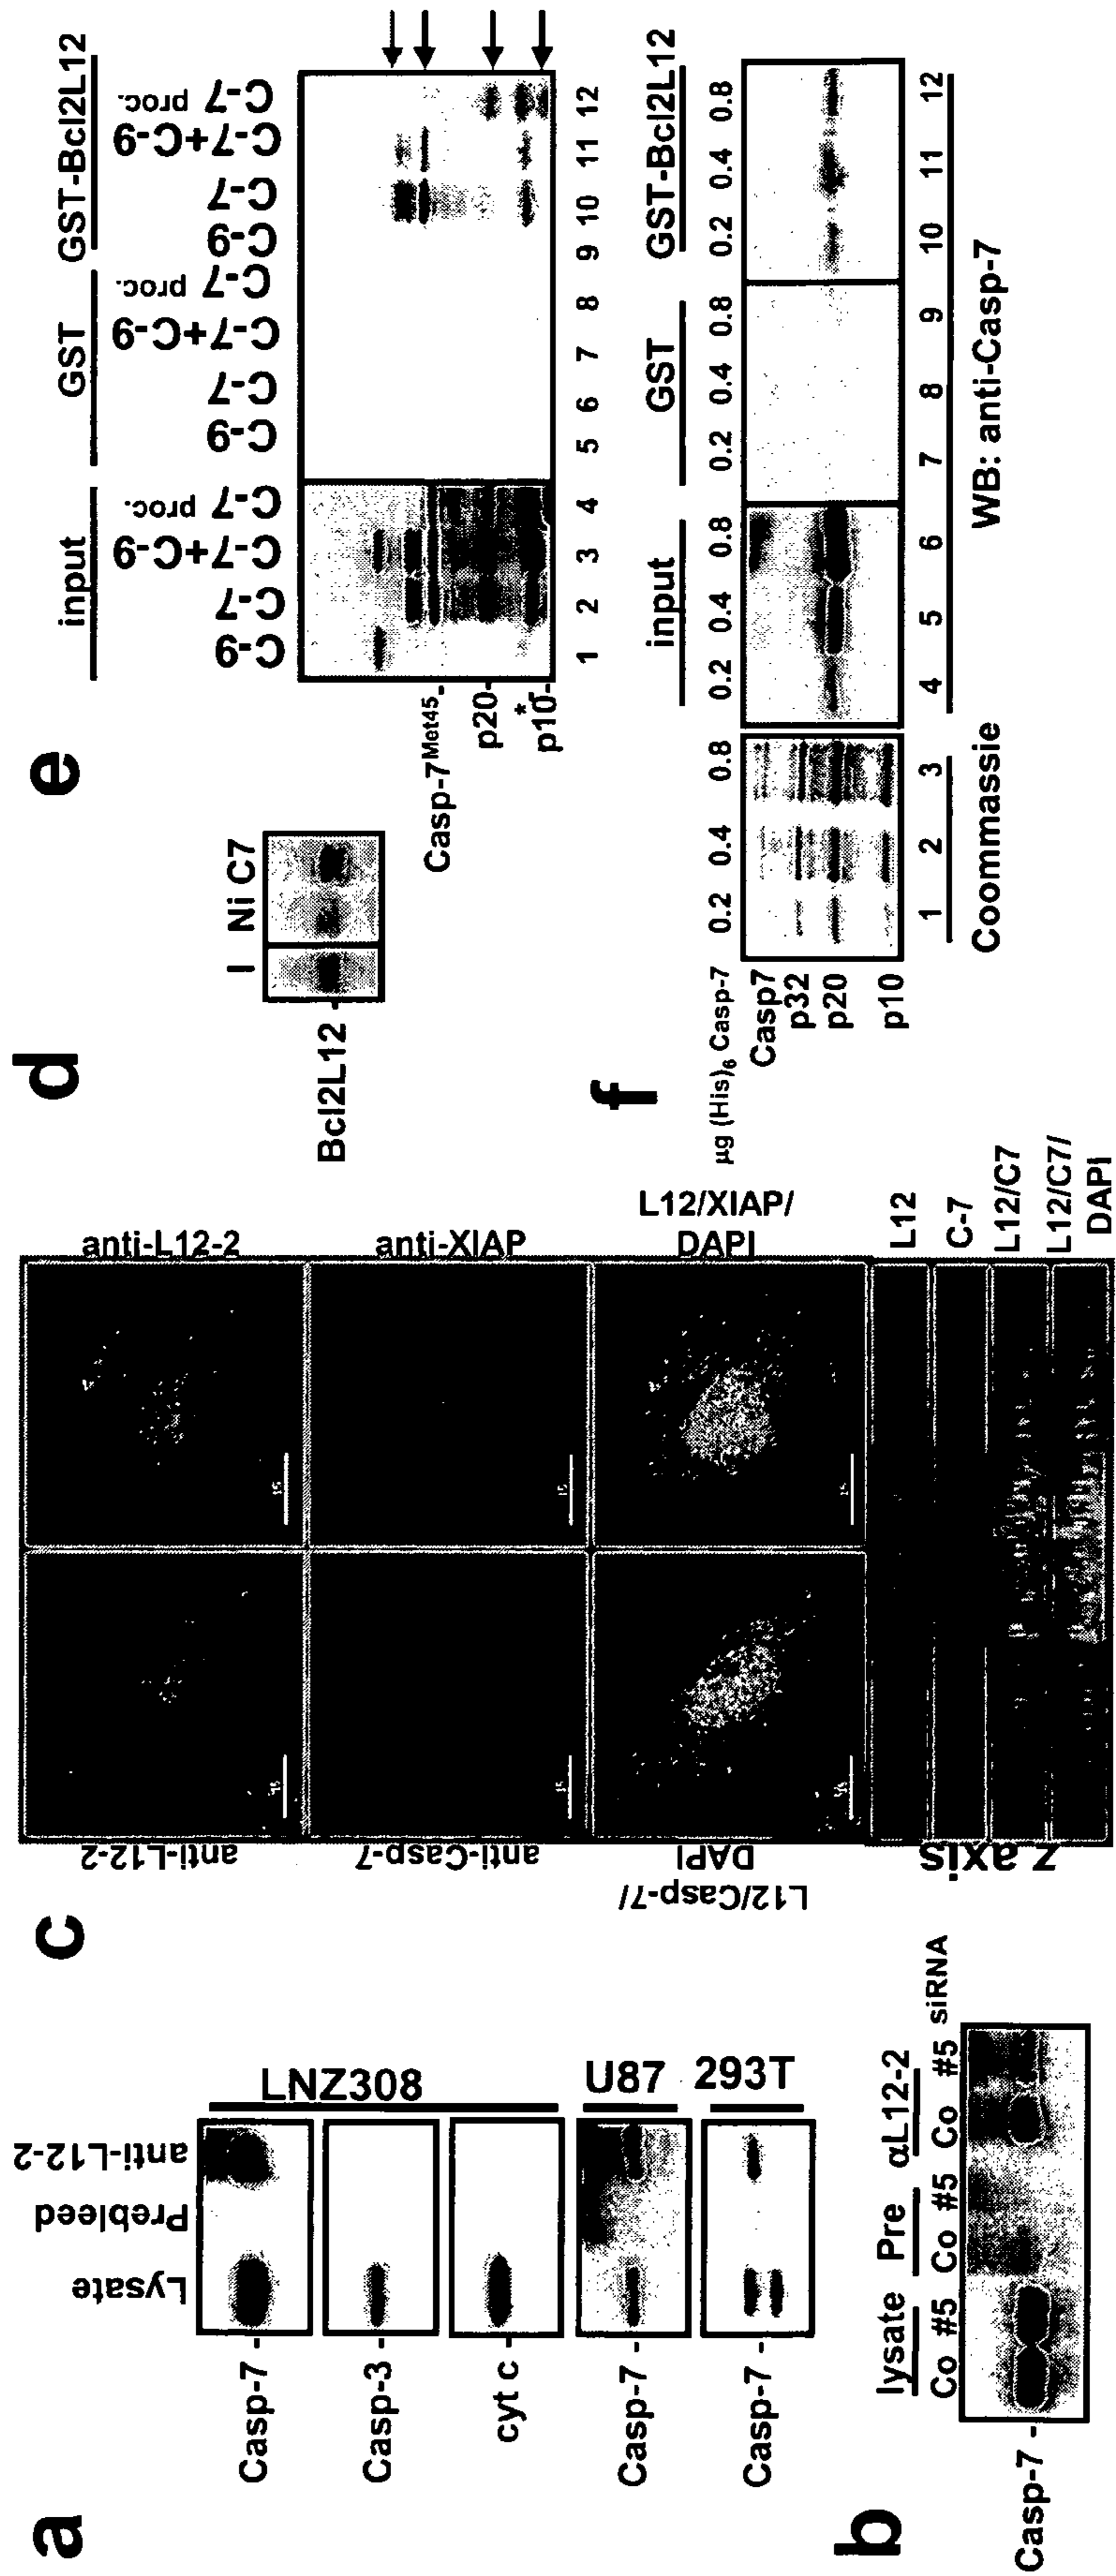 a
Lysate
Prebleed
anti-L12-2
Casp-7 -
Casp-3 -
cyt c -
LNZ308
Casp-7 -
U87
Casp-7 -
293T
b
lysate Pre αL12-2
Co #5 Co #5 Co #5 siRNA
Casp-7 -
c
anti-L12-2
anti-L12-2
anti-Casp-7
anti-XIAP
L12/Casp-7/
DAPI
L12/XIAP/
DAPI
15
15
15
15
15
15
z axis
L12
C-7
L12/C7
L12/C7/
DAPI
d
I Ni C7
Bcl2L12 -
e
input GST GST-Bcl2L12
C-9 C-7 C-7+C-9 C-7 proc. C-9 C-7 C-7+C-9 C-7 proc. C-9 C-7 C-7+C-9 C-7 proc.
Casp-7Met45-
p20-
*
p10-
1 2 3 4 5 6 7 8 9 10 11 12
f
input GST GST-Bcl2L12
µg (His)6 Casp-7 0.2 0.4 0.8 0.2 0.4 0.8 0.2 0.4 0.8 0.2 0.4 0.8
Casp7
p32
p20
p10
1 2 3 4 5 6 7 8 9 10 11 12
Coommassie WB: anti-Casp-7